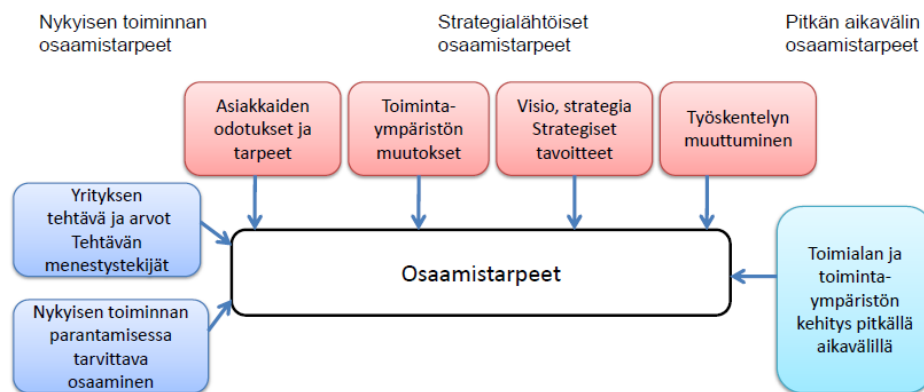 Nykyisen toiminnan
osaamistarpeet
Strategialähtöiset
osaamistarpeet
Pitkän aikavälin
osaamistarpeet
Asiakkaiden
odotukset ja
tarpeet
Toiminta-
ympäristön
muutokset
Visio, strategia
Strategiset
tavoitteet
Työskentelyn
muuttuminen
Yrityksen
tehtävä ja arvot
Tehtävän
menestystekijät
Osaamistarpeet
Toimialan ja
toiminta-
ympäristön
kehitys pitkällä
aikavälillä
Nykyisen toiminnan
parantamisessa
tarvittava
osaaminen